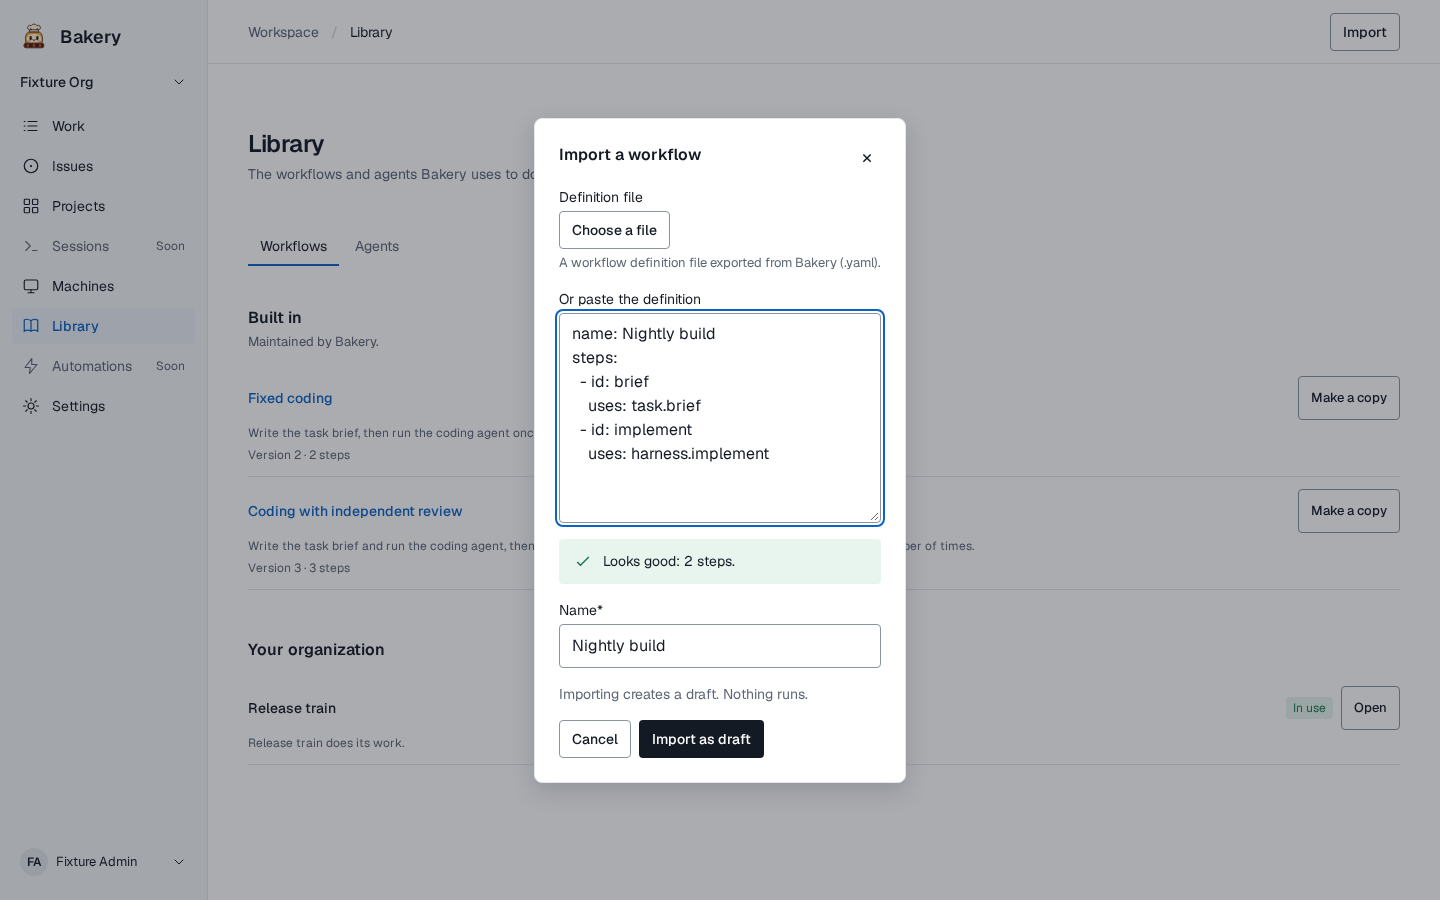 Bakery
Fixture Org
Work
Issues
Projects
Sessions Soon
Machines
Library
Automations Soon
Settings
FA Fixture Admin
Workspace / Library
Import
Library
The workflows and agents Bakery uses to do
Workflows Agents
Built in
Maintained by Bakery.
Fixed coding
Make a copy
Write the task brief, then run the coding agent onc
Version 2 · 2 steps
Coding with independent review
Make a copy
Write the task brief and run the coding agent, then
ber of times.
Version 3 · 3 steps
Your organization
Release train
In use Open
Release train does its work.
Import a workflow
Definition file
Choose a file
A workflow definition file exported from Bakery (.yaml).
Or paste the definition
name: Nightly build
steps:
  - id: brief
    uses: task.brief
  - id: implement
    uses: harness.implement
Looks good: 2 steps.
Name*
Nightly build
Importing creates a draft. Nothing runs.
Cancel Import as draft